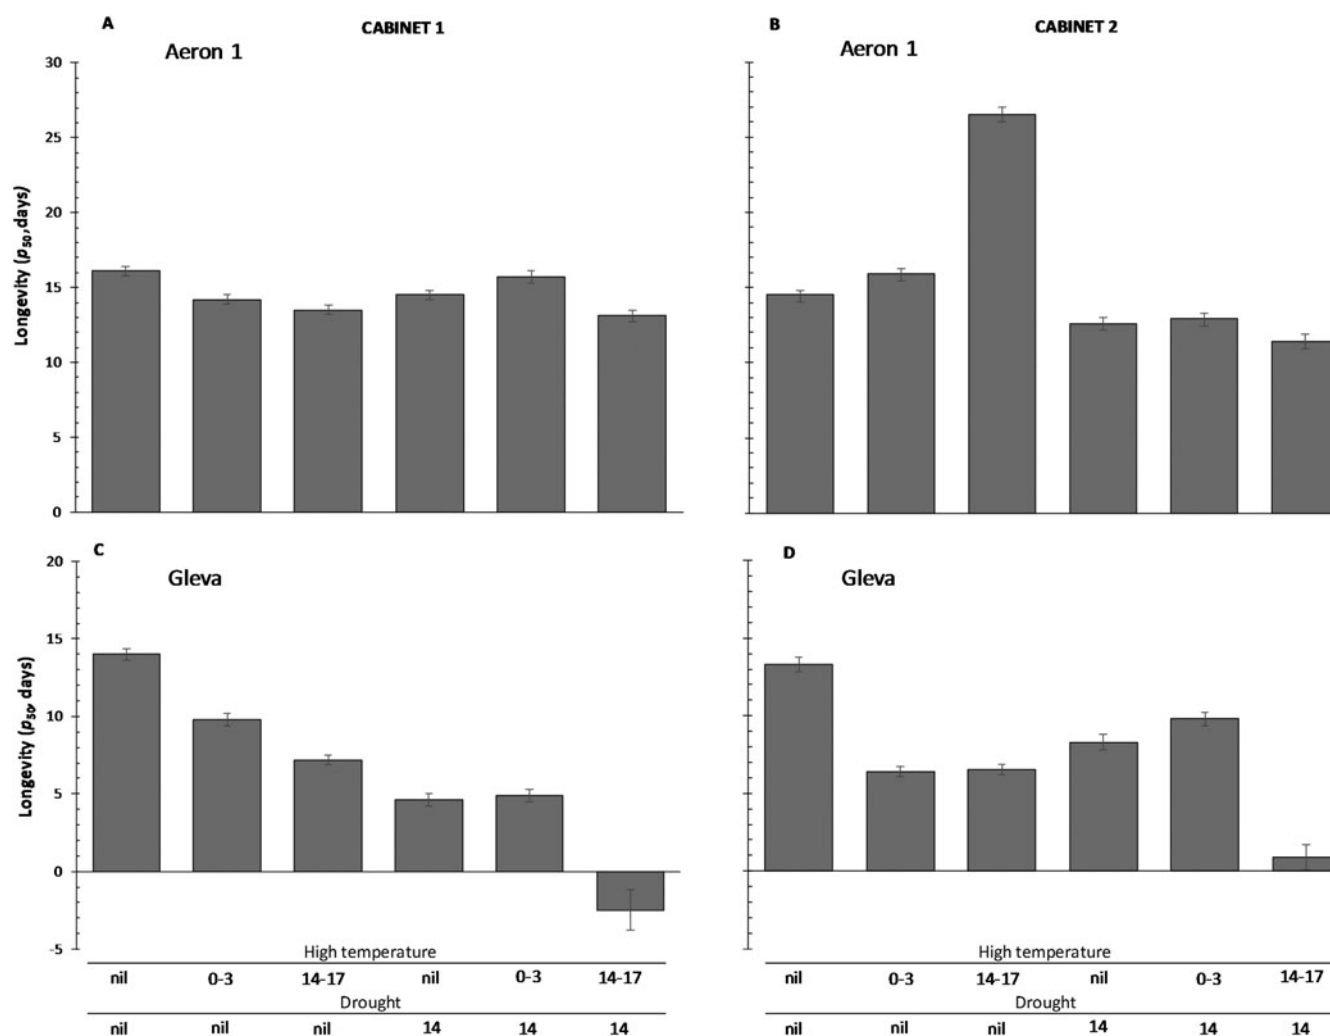 A
CABINET 1
Aeron 1
30
25
20
15
10
5
0
Longevity (p50, days)
B
CABINET 2
Aeron 1
C
Gleva
20
15
10
5
0
-5
Longevity (p50, days)
High temperature
nil 0-3 14-17 nil 0-3 14-17
Drought
nil nil nil 14 14 14
D
Gleva
High temperature
nil 0-3 14-17 nil 0-3 14-17
Drought
nil nil nil 14 14 14